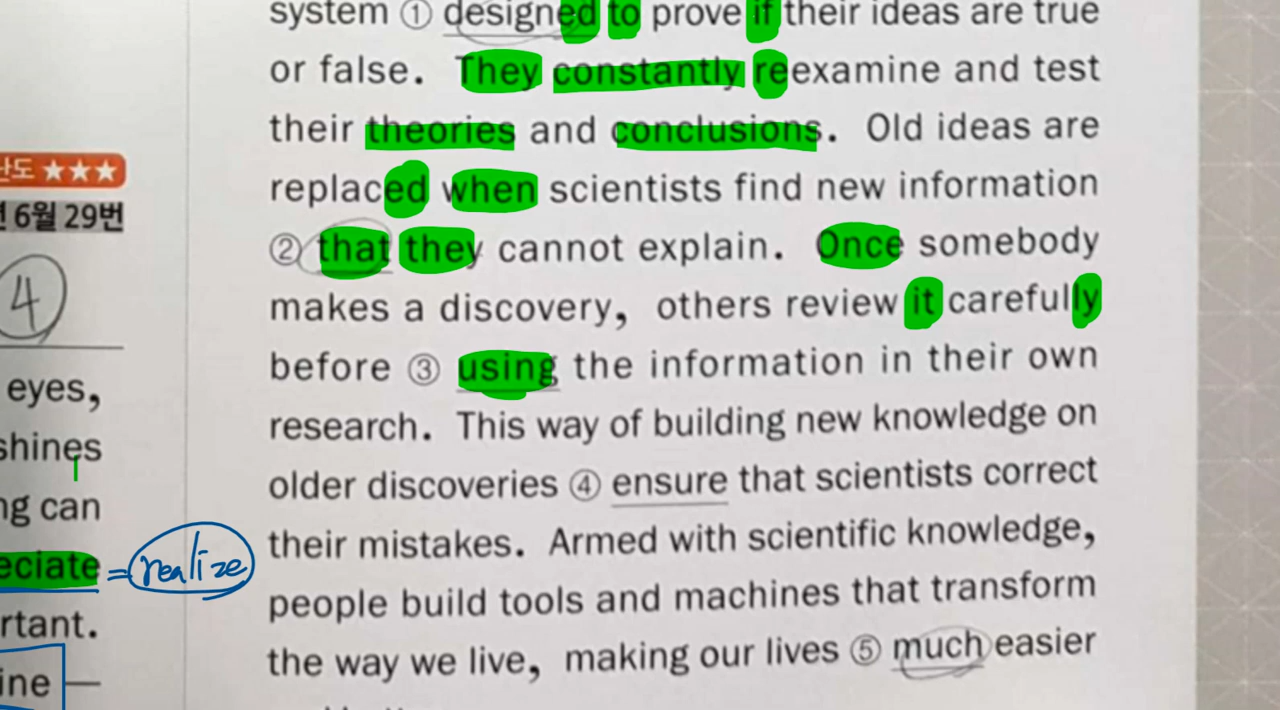 system ① designed to prove if their ideas are true
or false. They constantly reexamine and test
their theories and conclusions. Old ideas are
replaced when scientists find new information
② that they cannot explain. Once somebody
makes a discovery, others review it carefully
before ③ using the information in their own
research. This way of building new knowledge on
older discoveries ④ ensure that scientists correct
their mistakes. Armed with scientific knowledge,
people build tools and machines that transform
the way we live, making our lives ⑤ much easier
★★★
6월 29번
4
eyes,
shines
can
eciate = realize
rtant.
ine —